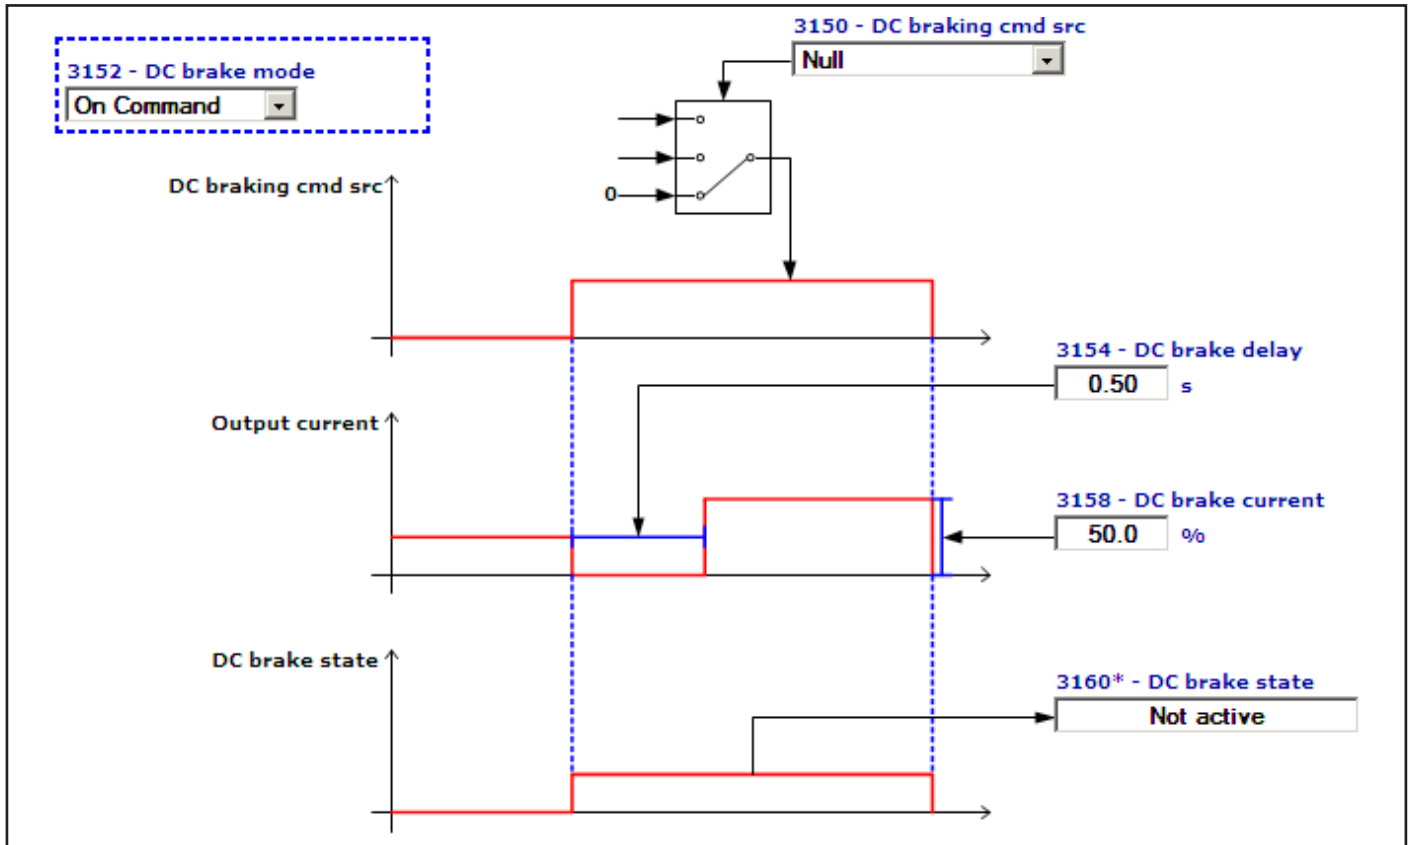 3150 - DC braking cmd src
Null
3152 - DC brake mode
On Command
DC braking cmd src
0
3154 - DC brake delay
0.50 s
Output current
3158 - DC brake current
50.0 %
DC brake state
3160* - DC brake state
Not active